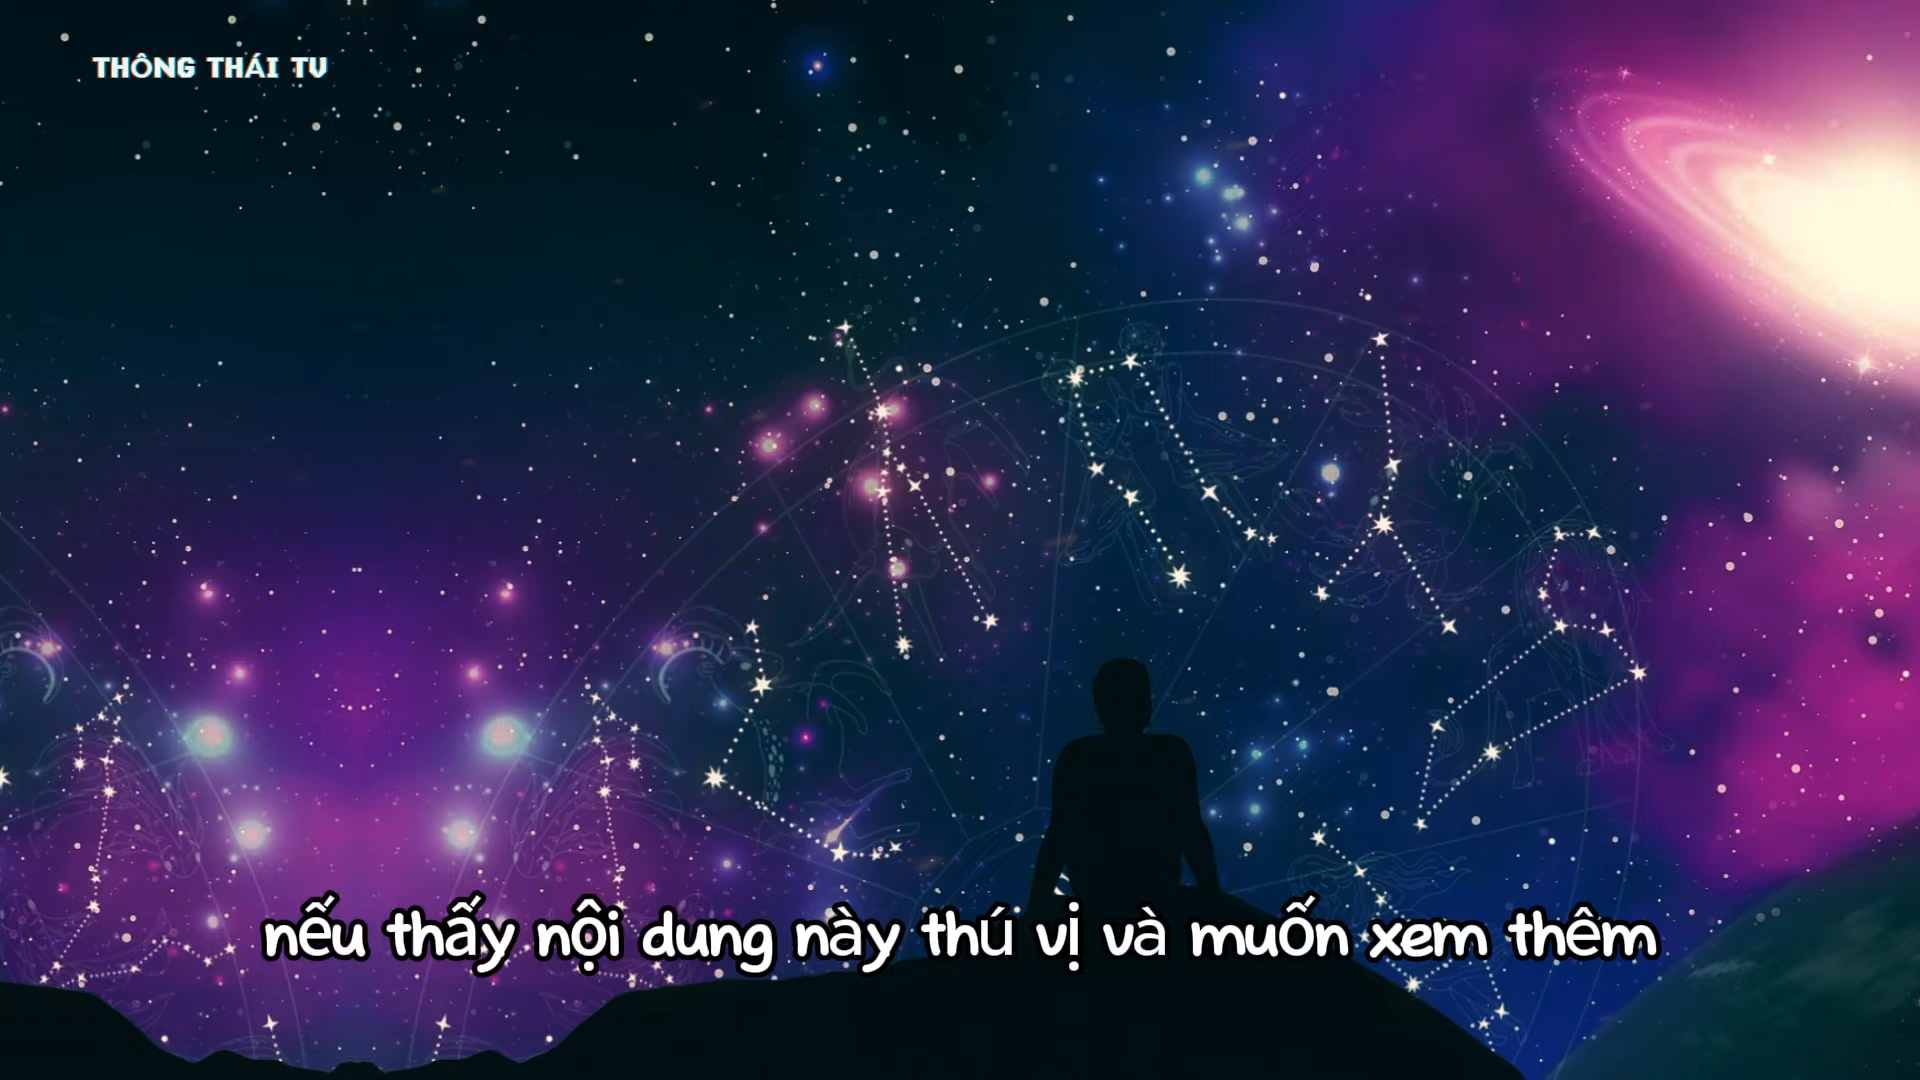 THÔNG THÁI TV
nếu thấy nội dung này thú vị và muốn xem thêm